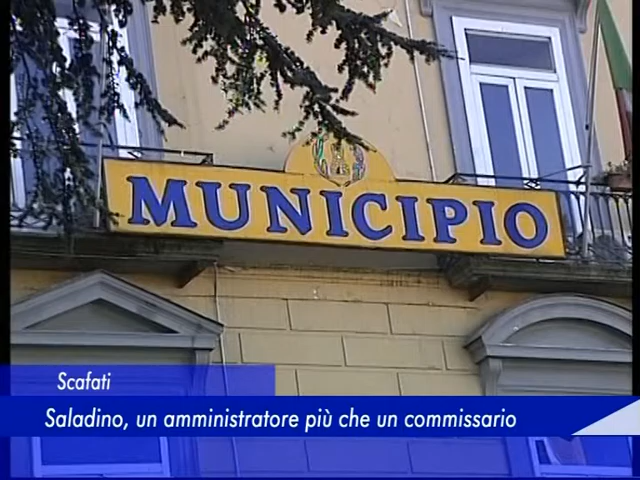 MUNICIPIO
Scafati
Saladino, un amministratore più che un commissario